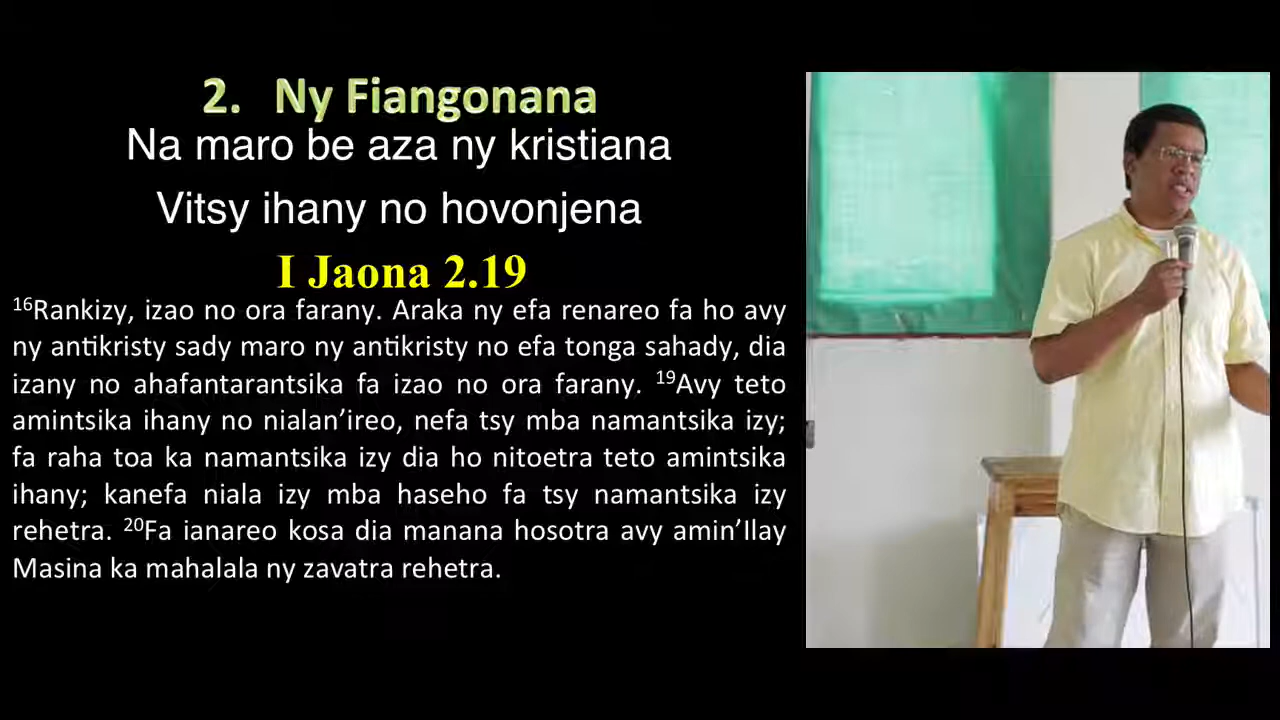 2. Ny Fiangonana
Na maro be aza ny kristiana
Vitsy ihany no hovonjena
I Jaona 2.19
¹⁶Rankizy, izao no ora farany. Araka ny efa renareo fa ho avy
ny antikristy sady maro ny antikristy no efa tonga sahady, dia
izany no ahafantarantsika fa izao no ora farany. ¹⁹Avy teto
amintsika ihany no nialan’ireo, nefa tsy mba namantsika izy;
fa raha toa ka namantsika izy dia ho nitoetra teto amintsika
ihany; kanefa niala izy mba haseho fa tsy namantsika izy
rehetra. ²⁰Fa ianareo kosa dia manana hosotra avy amin’Ilay
Masina ka mahalala ny zavatra rehetra.